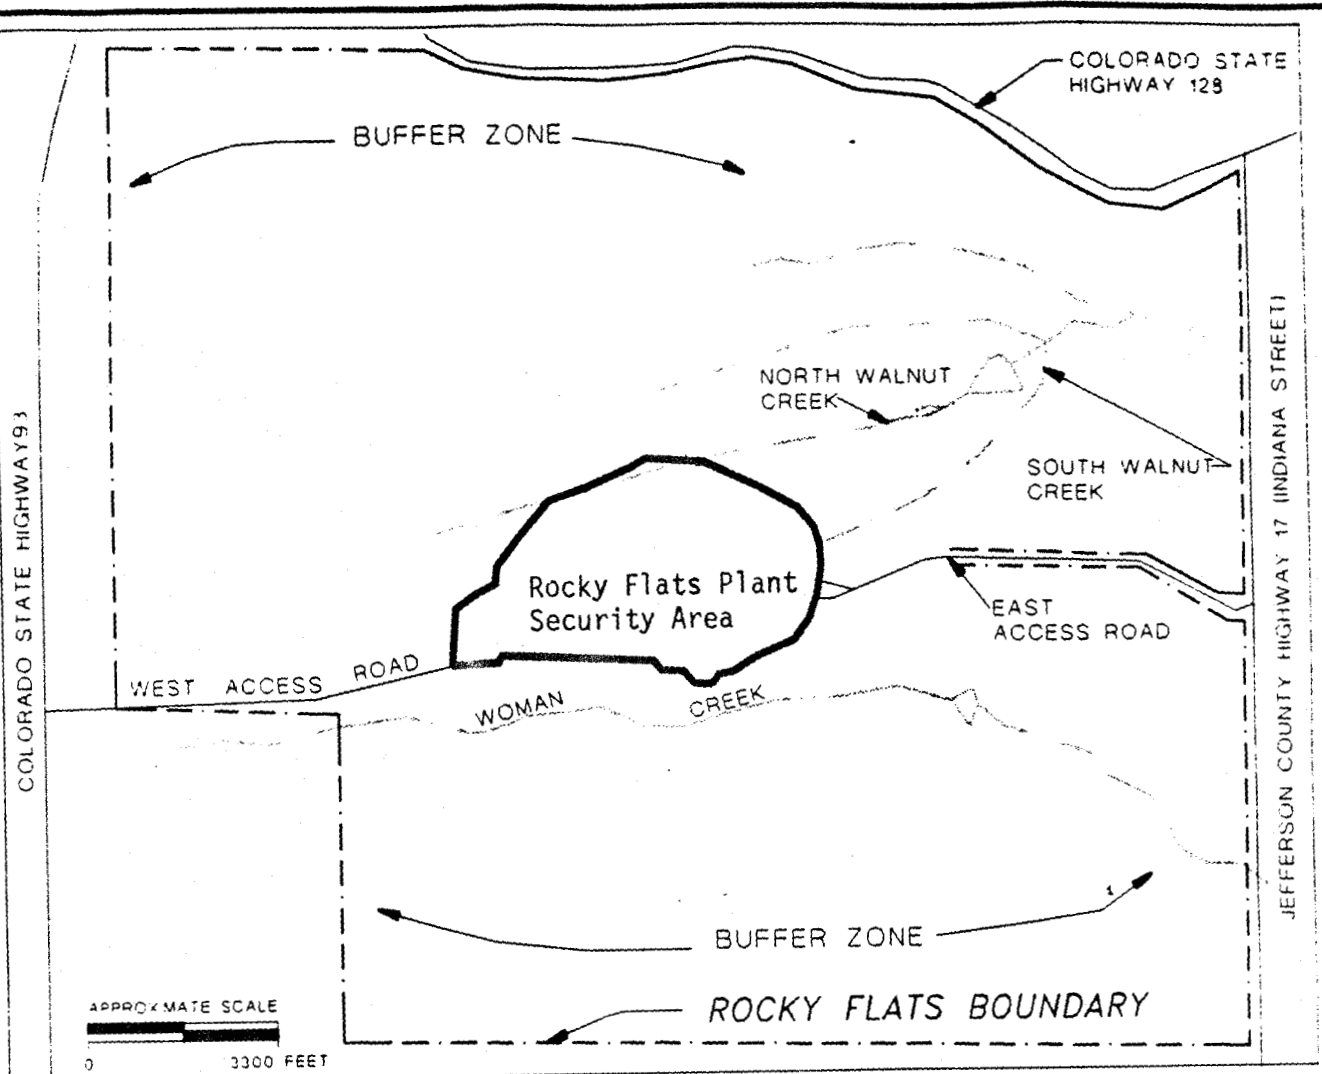 COLORADO STATE
HIGHWAY 128
BUFFER ZONE
NORTH WALNUT
CREEK
SOUTH WALNUT
CREEK
Rocky Flats Plant
Security Area
EAST
ACCESS ROAD
WEST ACCESS ROAD
WOMAN CREEK
COLORADO STATE HIGHWAY93
JEFFERSON COUNTY HIGHWAY 17 (INDIANA STREET)
BUFFER ZONE
ROCKY FLATS BOUNDARY
APPROXIMATE SCALE
0 3300 FEET